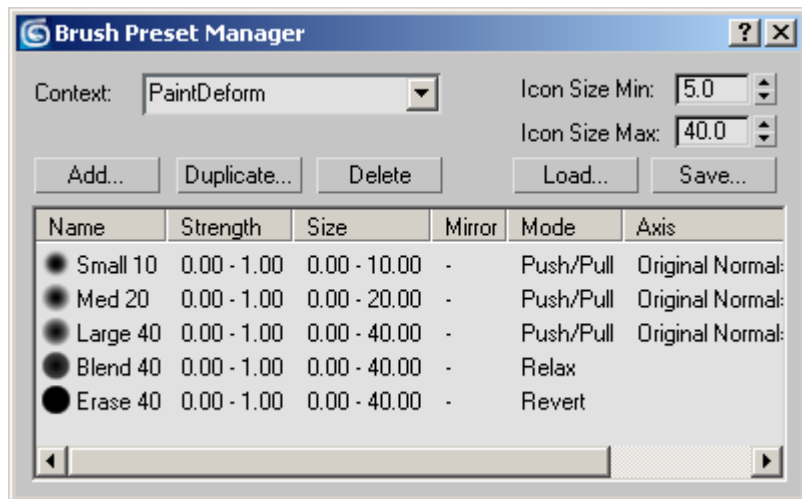 Brush Preset Manager
Context: PaintDeform Icon Size Min: 5.0
Icon Size Max: 40.0
Add... Duplicate... Delete Load... Save...
Name Strength Size Mirror Mode Axis
Small 10 0.00 - 1.00 0.00 - 10.00 - Push/Pull Original Normal
Med 20 0.00 - 1.00 0.00 - 20.00 - Push/Pull Original Normal
Large 40 0.00 - 1.00 0.00 - 40.00 - Push/Pull Original Normal
Blend 40 0.00 - 1.00 0.00 - 40.00 - Relax
Erase 40 0.00 - 1.00 0.00 - 40.00 - Revert